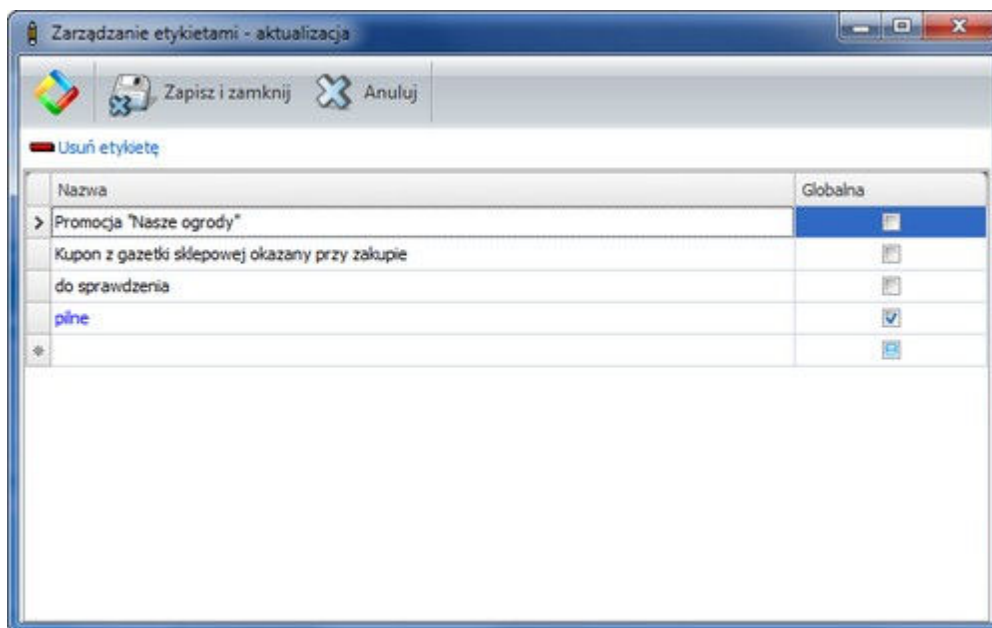 Zarządzanie etykietami - aktualizacja
Zapisz i zamknij Anuluj
Usuń etykietę
Nazwa Globalna
Promocja "Nasze ogrody"
Kupon z gazetki sklepowej okazany przy zakupie
do sprawdzenia
pilne